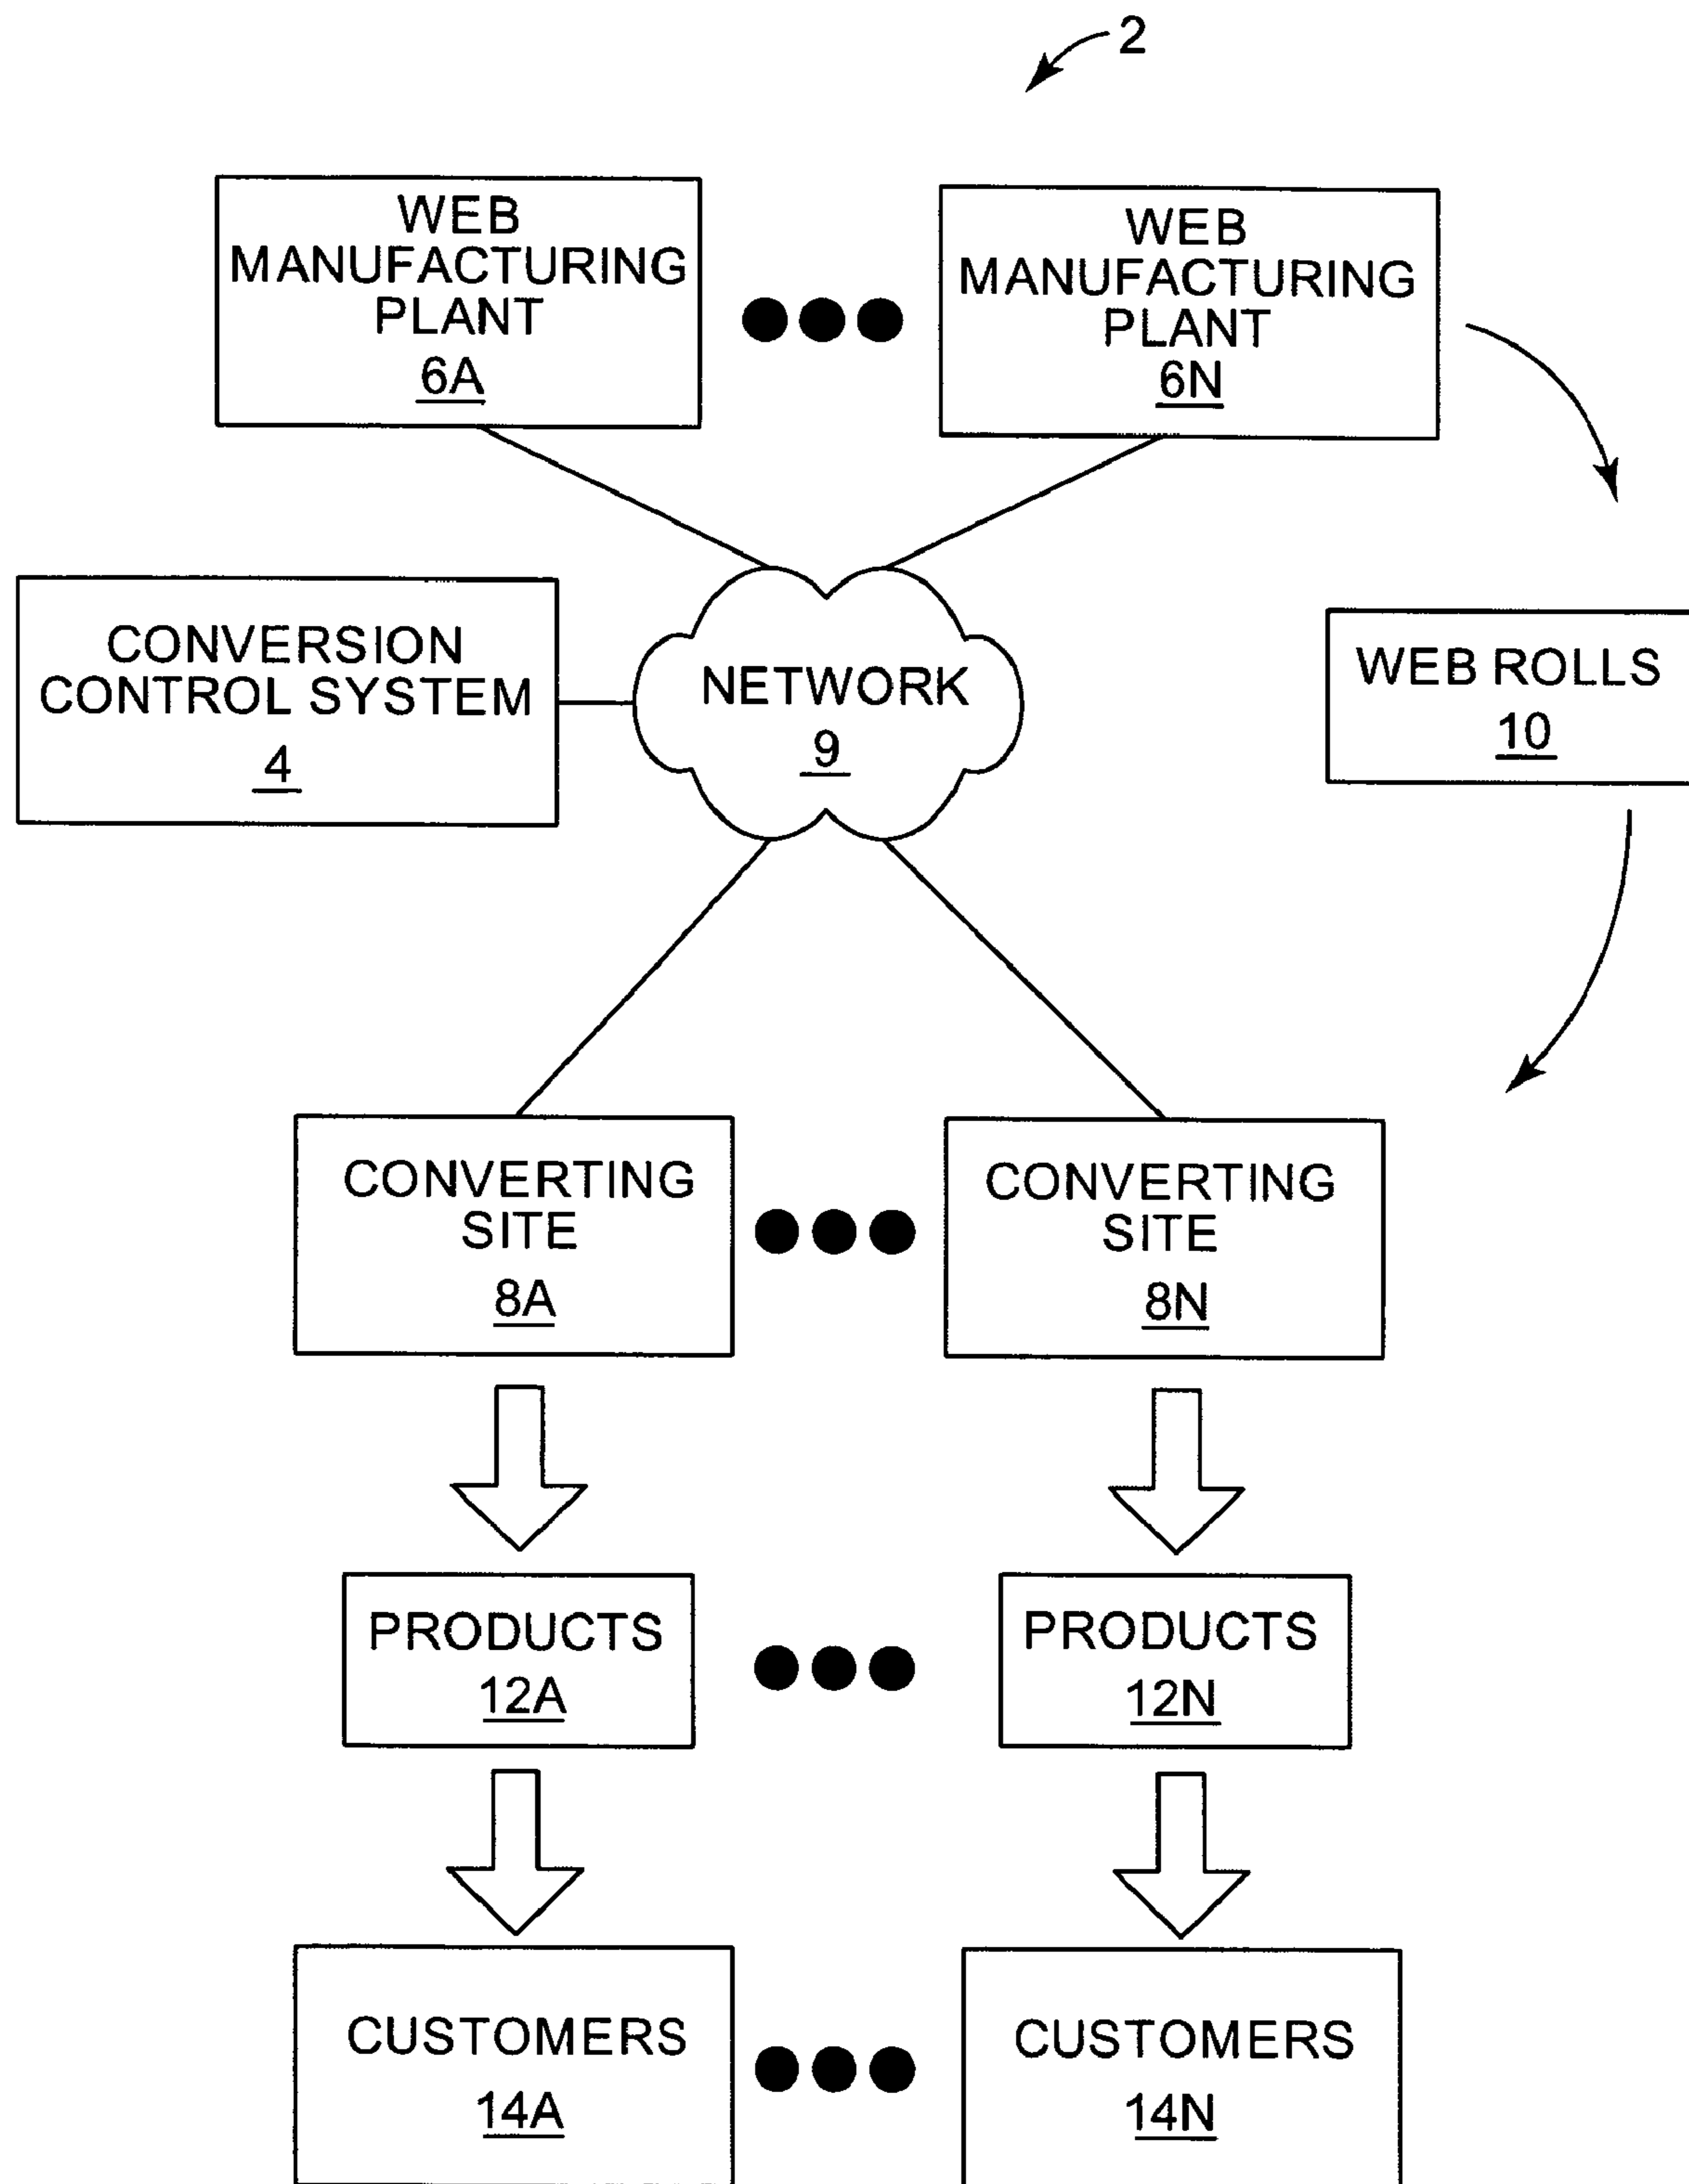 2
WEB
MANUFACTURING
PLANT
6A
WEB
MANUFACTURING
PLANT
6N
CONVERSION
CONTROL SYSTEM
4
NETWORK
9
WEB ROLLS
10
CONVERTING
SITE
8A
CONVERTING
SITE
8N
PRODUCTS
12A
PRODUCTS
12N
CUSTOMERS
14A
CUSTOMERS
14N